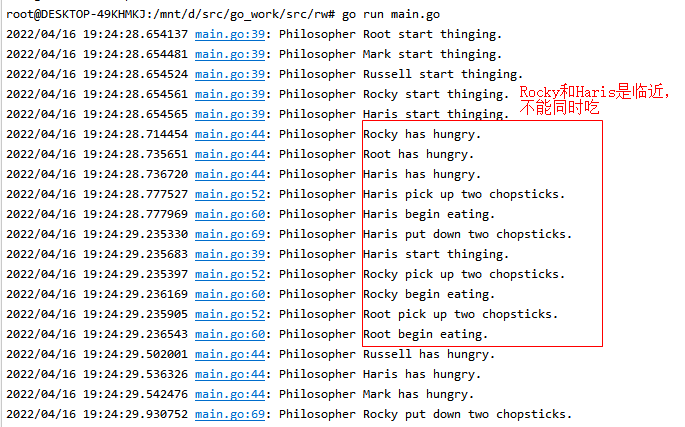 root@DESKTOP-49KHMKJ:/mnt/d/src/go_work/src/rw# go run main.go
2022/04/16 19:24:28.654137 main.go:39: Philosopher Root start thinging.
2022/04/16 19:24:28.654481 main.go:39: Philosopher Mark start thinging.
2022/04/16 19:24:28.654524 main.go:39: Philosopher Russell start thinging.
2022/04/16 19:24:28.654561 main.go:39: Philosopher Rocky start thinging.
Rocky和Haris是临近,
2022/04/16 19:24:28.654565 main.go:39: Philosopher Haris start thinging.
不能同时吃
2022/04/16 19:24:28.714454 main.go:44: Philosopher Rocky has hungry.
2022/04/16 19:24:28.735651 main.go:44: Philosopher Root has hungry.
2022/04/16 19:24:28.736720 main.go:44: Philosopher Haris has hungry.
2022/04/16 19:24:28.777527 main.go:52: Philosopher Haris pick up two chopsticks.
2022/04/16 19:24:28.777969 main.go:60: Philosopher Haris begin eating.
2022/04/16 19:24:29.235330 main.go:69: Philosopher Haris put down two chopsticks.
2022/04/16 19:24:29.235683 main.go:39: Philosopher Haris start thinging.
2022/04/16 19:24:29.235397 main.go:52: Philosopher Rocky pick up two chopsticks.
2022/04/16 19:24:29.236169 main.go:60: Philosopher Rocky begin eating.
2022/04/16 19:24:29.235905 main.go:52: Philosopher Root pick up two chopsticks.
2022/04/16 19:24:29.236543 main.go:60: Philosopher Root begin eating.
2022/04/16 19:24:29.502001 main.go:44: Philosopher Russell has hungry.
2022/04/16 19:24:29.536326 main.go:44: Philosopher Haris has hungry.
2022/04/16 19:24:29.542476 main.go:44: Philosopher Mark has hungry.
2022/04/16 19:24:29.930752 main.go:69: Philosopher Rocky put down two chopsticks.